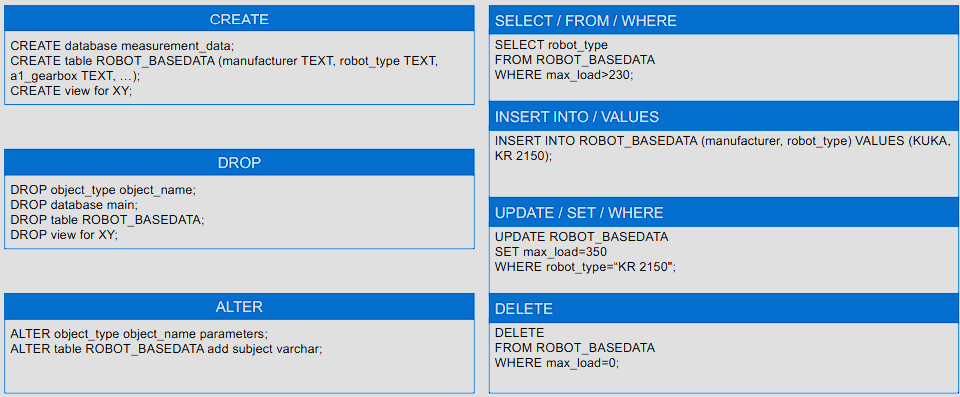 CREATE
CREATE database measurement_data;
CREATE table ROBOT_BASEDATA (manufacturer TEXT, robot_type TEXT,
a1_gearbox TEXT, …);
CREATE view for XY;
DROP
DROP object_type object_name;
DROP database main;
DROP table ROBOT_BASEDATA;
DROP view for XY;
ALTER
ALTER object_type object_name parameters;
ALTER table ROBOT_BASEDATA add subject varchar;
SELECT / FROM / WHERE
SELECT robot_type
FROM ROBOT_BASEDATA
WHERE max_load>230;
INSERT INTO / VALUES
INSERT INTO ROBOT_BASEDATA (manufacturer, robot_type) VALUES (KUKA,
KR 2150);
UPDATE / SET / WHERE
UPDATE ROBOT_BASEDATA
SET max_load=350
WHERE robot_type=“KR 2150";
DELETE
DELETE
FROM ROBOT_BASEDATA
WHERE max_load=0;